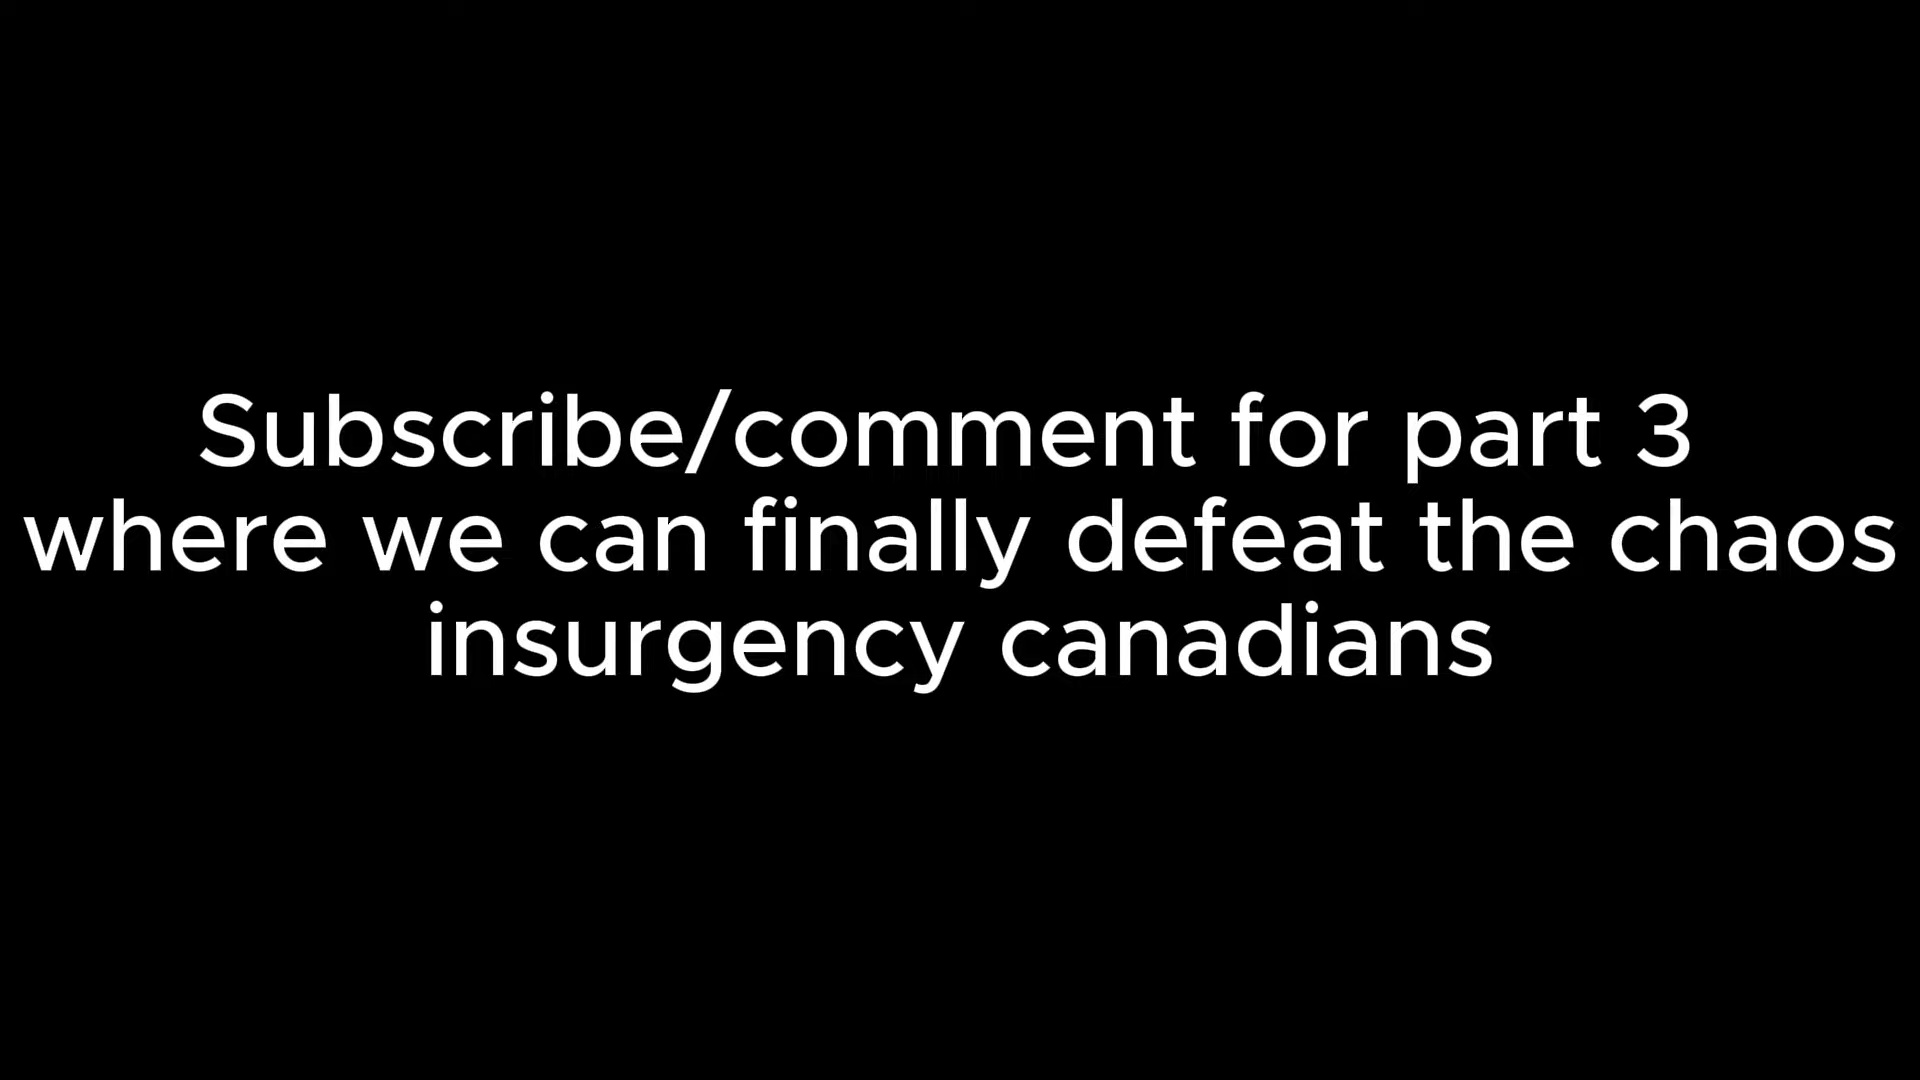 Subscribe/comment for part 3
where we can finally defeat the chaos
insurgency canadians